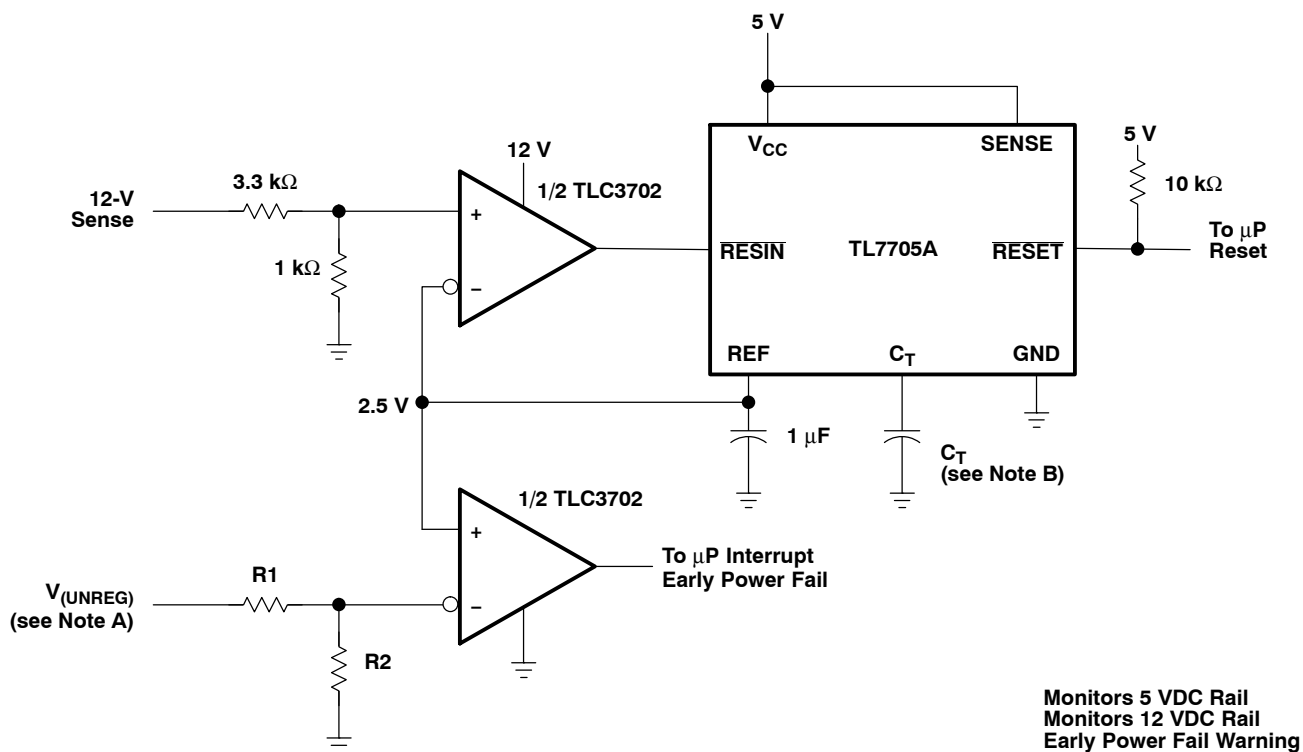 5 V
VCC
SENSE
5 V
12 V
1/2 TLC3702
3.3 kΩ
12-V
Sense
+
10 kΩ
RESIN
TL7705A
RESET
To μP
Reset
1 kΩ
−
REF
CT
GND
2.5 V
1 μF
CT
(see Note B)
1/2 TLC3702
+
To μP Interrupt
Early Power Fail
V(UNREG)
(see Note A)
R1
−
R2
Monitors 5 VDC Rail
Monitors 12 VDC Rail
Early Power Fail Warning